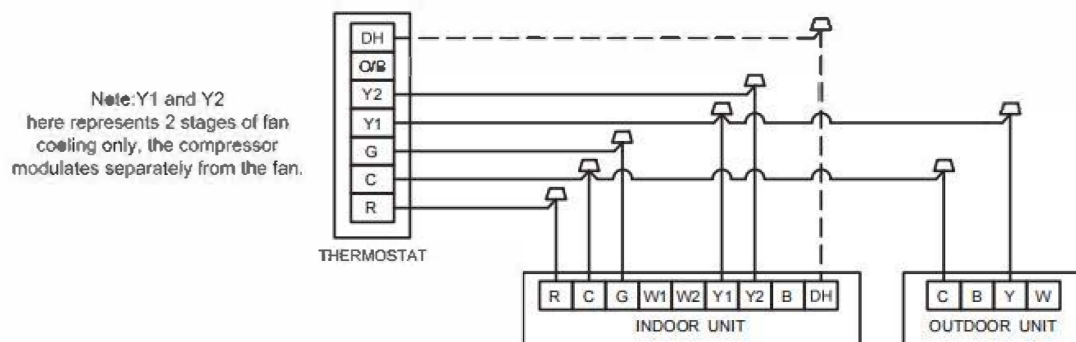 DH
O/B
Y2
Y1
G
C
R
THERMOSTAT
Note:Y1 and Y2
here represents 2 stages of fan
cooling only, the compressor
modulates separately from the fan.
R C G W1 W2 Y1 Y2 B DH
INDOOR UNIT
C B Y W
OUTDOOR UNIT